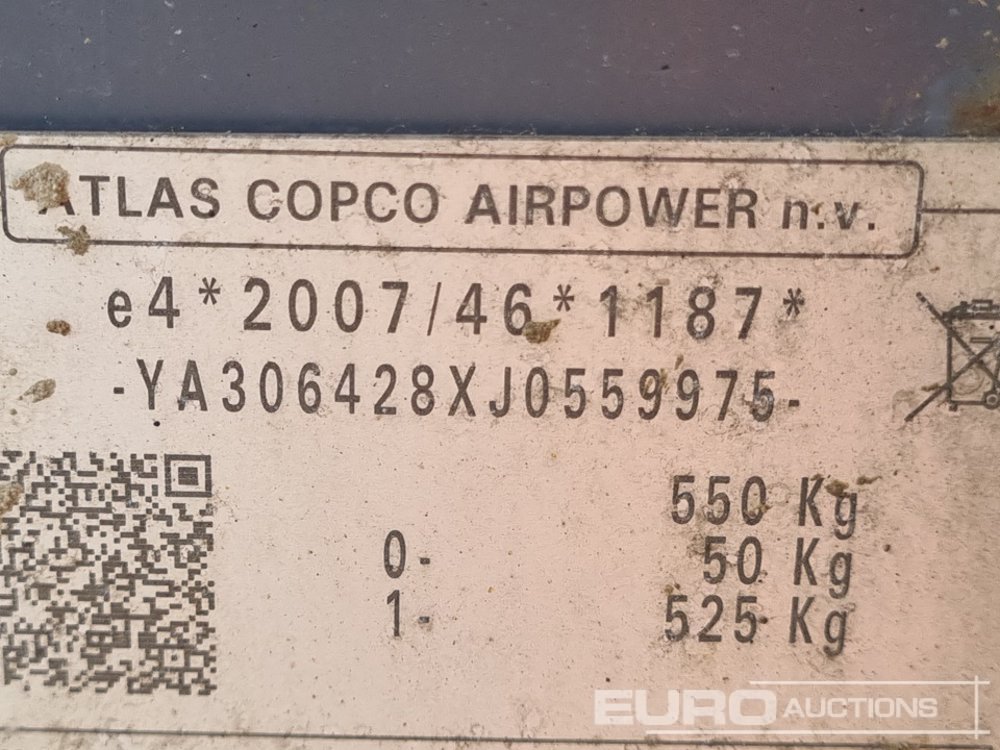 ATLAS COPCO AIRPOWER n.v.
e4*2007/46*1187*
-YA306428XJ0559975-
550 Kg
0- 50 Kg
1- 525 Kg
EURO AUCTIONS